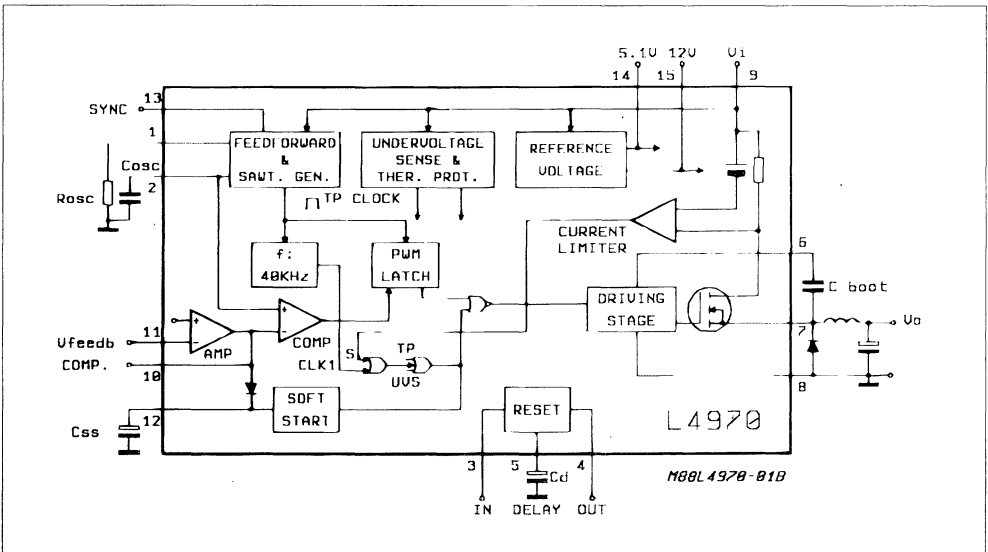 5.1V 12V Vi
14 15 9
13
SYNC
1
FEEDFORWARD
&
SAWT. GEN.
UNDERVOLTAGE
SENSE &
THER. PROT.
REFERENCE
VOLTAGE
Cosc
2
Rosc
TP CLOCK
CURRENT
LIMITER
6
f:
40KHz
PWM
LATCH
C boot
DRIVING
STAGE
7
Vo
+
-
COMP
11
+
-
AMP
Vfeedb
COMP.
10
S
CLK1
TP
UVS
8
SOFT
START
12
Css
RESET
L4970
3 5 4
Cd
M88L4970-01B
IN DELAY OUT